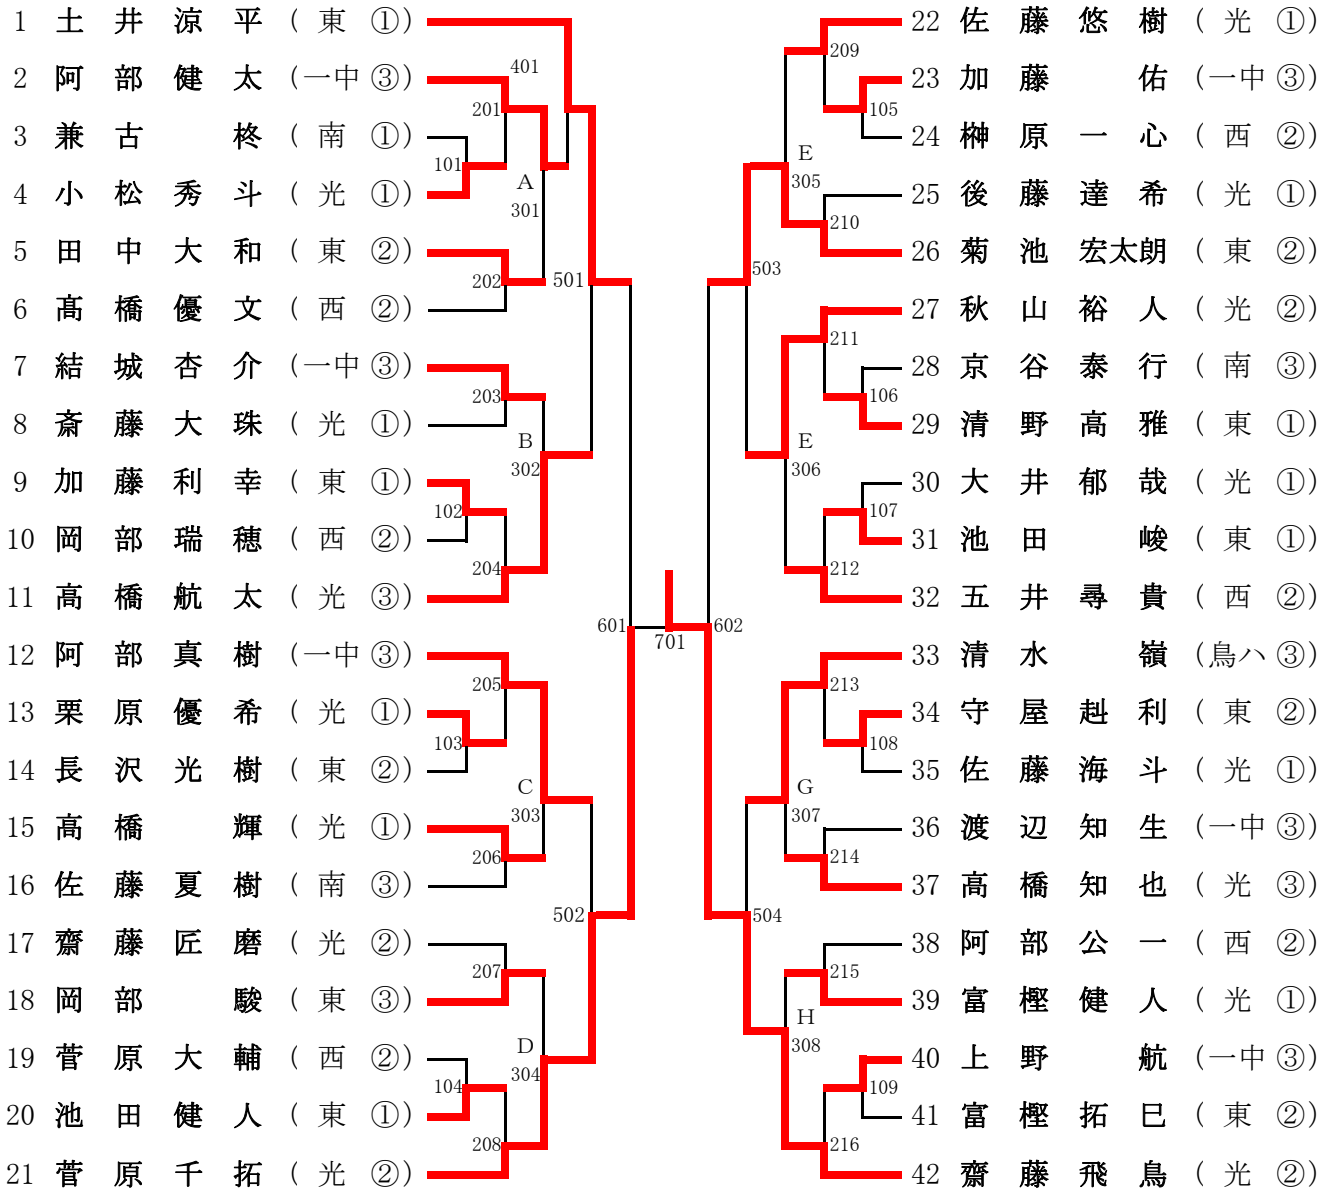 1 土井涼平 ( 東 ①)
2 阿部健太 (一中 ③)
3 兼古柊 ( 南 ①)
4 小松秀斗 ( 光 ①)
5 田中大和 ( 東 ②)
6 髙橋優文 ( 西 ②)
7 結城杏介 (一中 ③)
8 斎藤大珠 ( 光 ①)
9 加藤利幸 ( 東 ①)
10 岡部瑞穂 ( 西 ②)
11 高橋航太 ( 光 ③)
12 阿部真樹 (一中 ③)
13 栗原優希 ( 光 ①)
14 長沢光樹 ( 東 ②)
15 高橋輝 ( 光 ①)
16 佐藤夏樹 ( 南 ③)
17 齋藤匠磨 ( 光 ②)
18 岡部駿 ( 東 ③)
19 菅原大輔 ( 西 ②)
20 池田健人 ( 東 ①)
21 菅原千拓 ( 光 ②)
401
201
101
A
301
202
501
203
B
302
102
204
601
205
103
C
303
206
502
207
D
304
104
208
701
209
105
E
305
210
503
211
106
E
306
107
212
602
213
108
G
307
214
504
215
H
308
109
216
22 佐藤悠樹 ( 光 ①)
23 加藤佑 (一中 ③)
24 榊原一心 ( 西 ②)
25 後藤達希 ( 光 ①)
26 菊池宏太朗 ( 東 ②)
27 秋山裕人 ( 光 ②)
28 京谷泰行 ( 南 ③)
29 清野高雅 ( 東 ①)
30 大井郁哉 ( 光 ①)
31 池田峻 ( 東 ①)
32 五井尋貴 ( 西 ②)
33 清水嶺 (鳥ハ ③)
34 守屋赳利 ( 東 ②)
35 佐藤海斗 ( 光 ①)
36 渡辺知生 (一中 ③)
37 高橋知也 ( 光 ③)
38 阿部公一 ( 西 ②)
39 富樫健人 ( 光 ①)
40 上野航 (一中 ③)
41 富樫拓巳 ( 東 ②)
42 齋藤飛鳥 ( 光 ②)